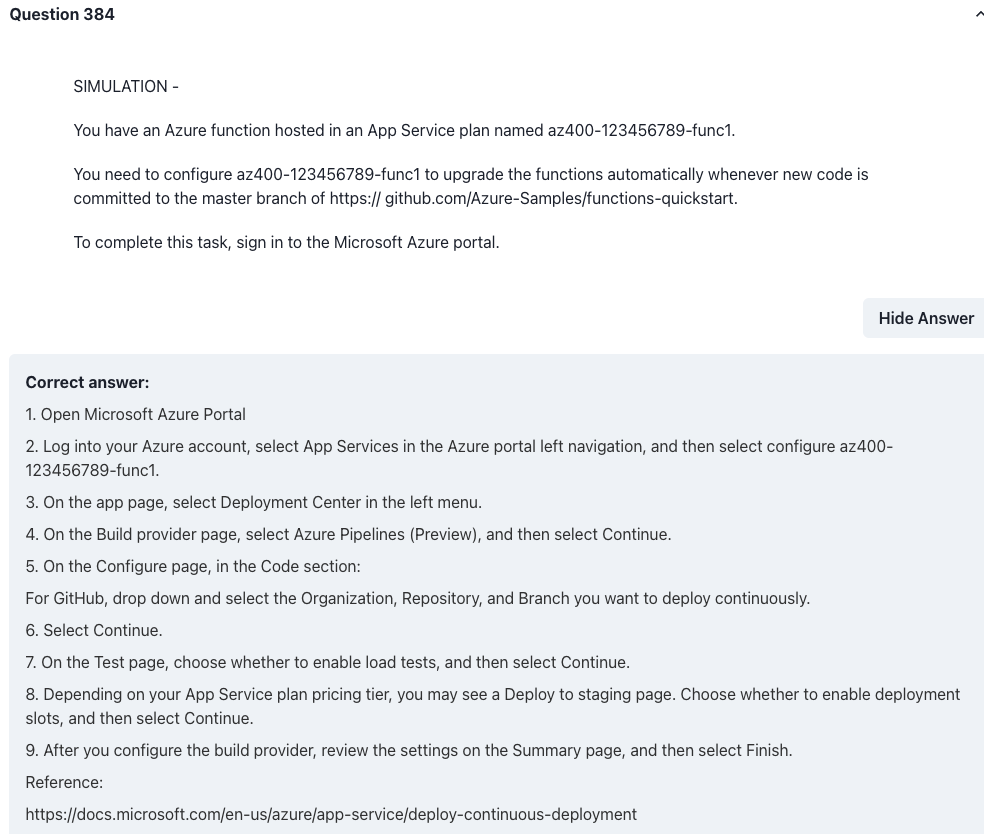 Question 384
SIMULATION -
You have an Azure function hosted in an App Service plan named az400-123456789-func1.
You need to configure az400-123456789-func1 to upgrade the functions automatically whenever new code is
committed to the master branch of https:// github.com/Azure-Samples/functions-quickstart.
To complete this task, sign in to the Microsoft Azure portal.
Hide Answer
Correct answer:
1. Open Microsoft Azure Portal
2. Log into your Azure account, select App Services in the Azure portal left navigation, and then select configure az400-
123456789-func1.
3. On the app page, select Deployment Center in the left menu.
4. On the Build provider page, select Azure Pipelines (Preview), and then select Continue.
5. On the Configure page, in the Code section:
For GitHub, drop down and select the Organization, Repository, and Branch you want to deploy continuously.
6. Select Continue.
7. On the Test page, choose whether to enable load tests, and then select Continue.
8. Depending on your App Service plan pricing tier, you may see a Deploy to staging page. Choose whether to enable deployment
slots, and then select Continue.
9. After you configure the build provider, review the settings on the Summary page, and then select Finish.
Reference:
https://docs.microsoft.com/en-us/azure/app-service/deploy-continuous-deployment